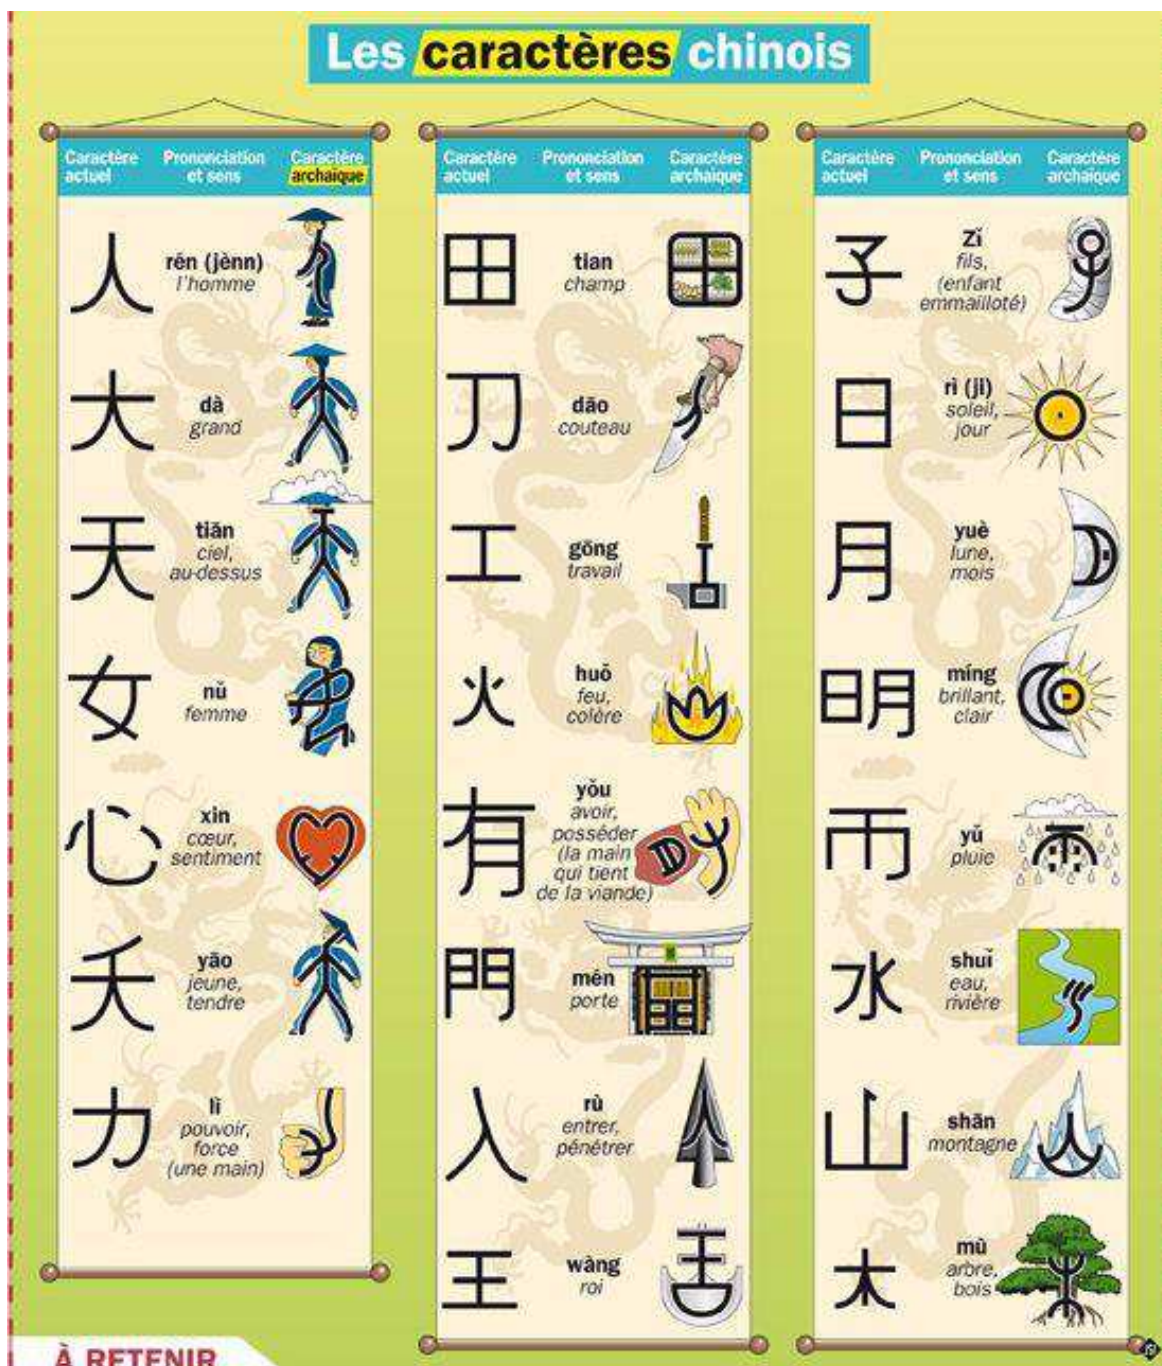 Les caractères chinois
Caractère actuel
Prononciation et sens
Caractère archaïque
人
rén (jènn)
l'homme
大
dà
grand
天
tiān
ciel,
au-dessus
女
nǚ
femme
心
xin
cœur,
sentiment
夭
yāo
jeune,
tendre
力
lì
pouvoir,
force
(une main)
Caractère actuel
Prononciation et sens
Caractère archaïque
田
tian
champ
刀
dāo
couteau
工
gōng
travail
火
huǒ
feu,
colère
有
yǒu
avoir,
posséder
(la main
qui tient
de la viande)
門
mén
porte
入
rù
entrer,
pénétrer
王
wàng
roi
Caractère actuel
Prononciation et sens
Caractère archaïque
子
Zǐ
fils,
(enfant
emmailloté)
日
rì (ji)
soleil,
jour
月
yuè
lune,
mois
明
míng
brillant,
clair
雨
yǔ
pluie
水
shuǐ
eau,
rivière
山
shān
montagne
木
mù
arbre,
bois
À RETENIR